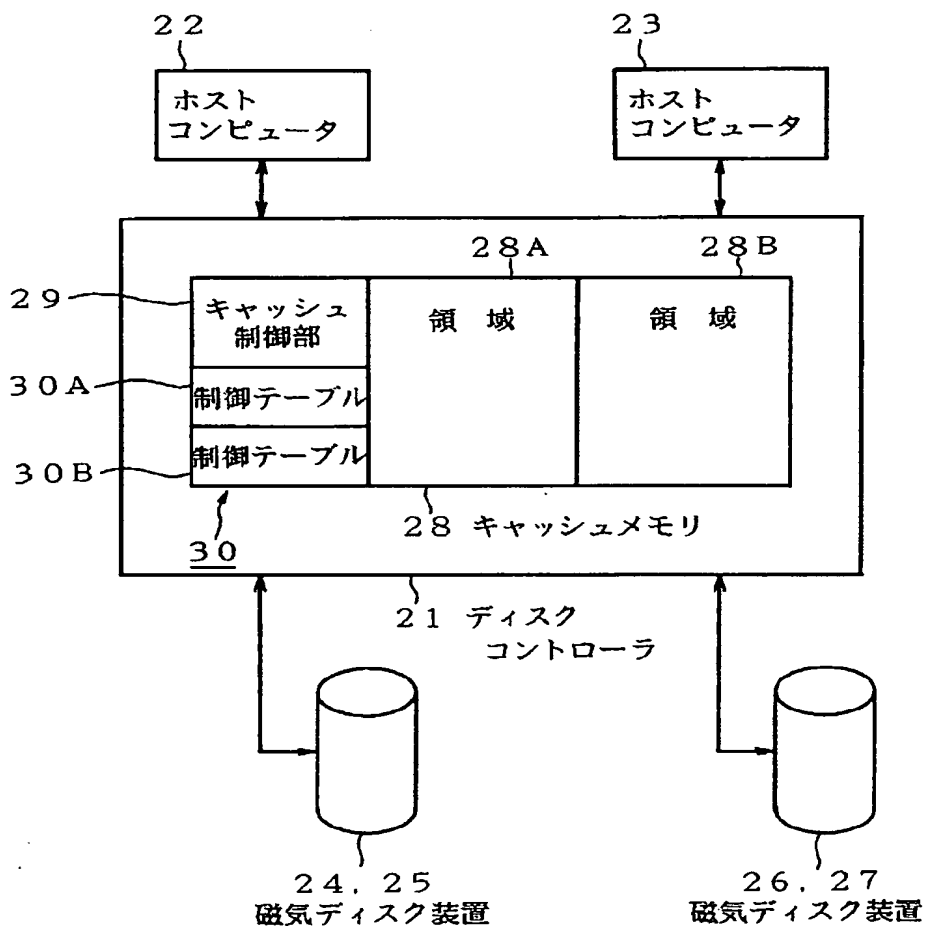 22
23
ホスト
コンピュータ
ホスト
コンピュータ
28A
28B
29
キャッシュ
制御部
領 域
領 域
30A
制御テーブル
30B
制御テーブル
30
28 キャッシュメモリ
21 ディスク
コントローラ
24,25
磁気ディスク装置
26,27
磁気ディスク装置